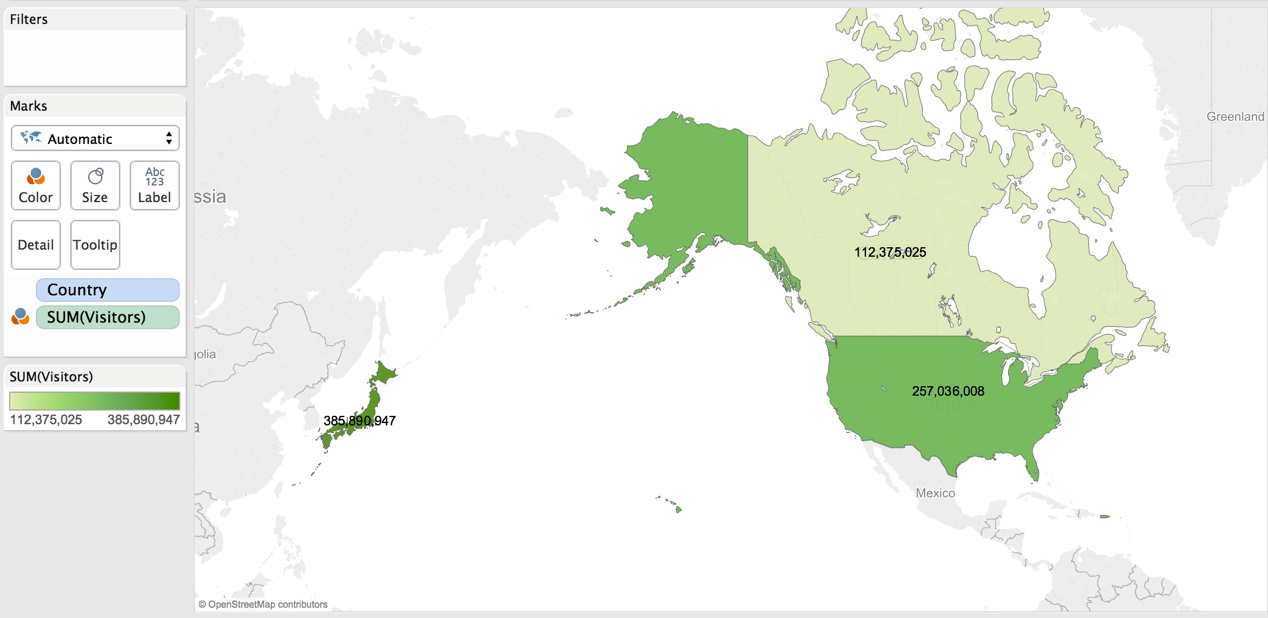 Filters
Marks
Automatic
Color
Size
Abc
123
Label
Detail
Tooltip
Country
SUM(Visitors)
SUM(Visitors)
112,375,025 385,890,947
Greenland
ssia
112,375,025
golia
257,036,008
385,890,947
a
Mexico
© OpenStreetMap contributors